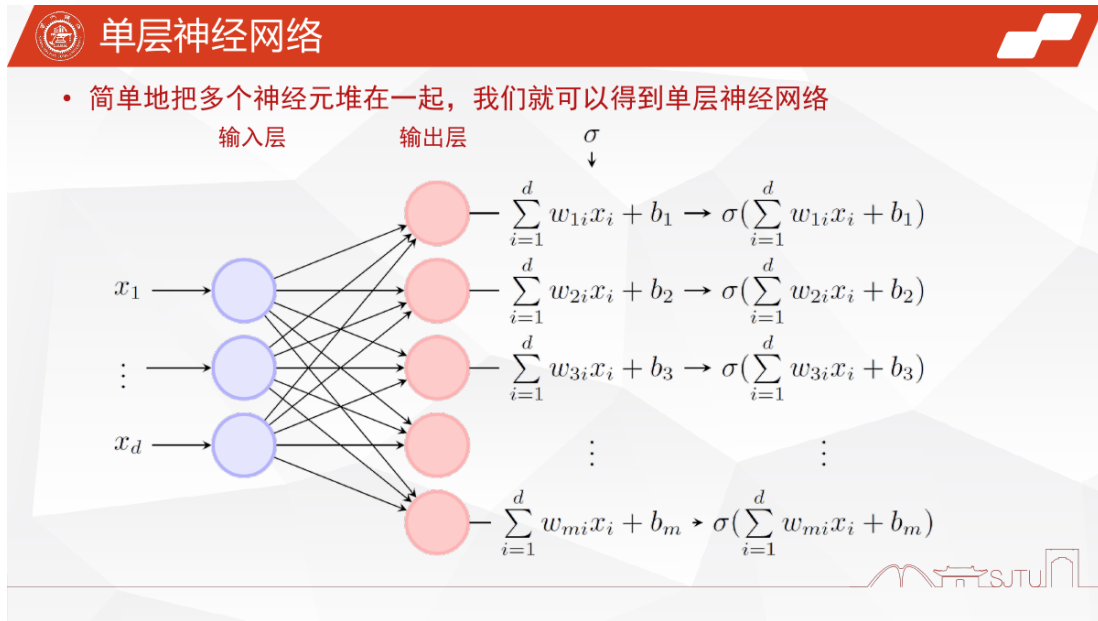 单层神经网络
• 简单地把多个神经元堆在一起，我们就可以得到单层神经网络
输入层 输出层 σ
↓
x₁
⋮
x_d
∑_{i=1}^{d} w_{1i}x_i + b_1 → σ(∑_{i=1}^{d} w_{1i}x_i + b_1)
∑_{i=1}^{d} w_{2i}x_i + b_2 → σ(∑_{i=1}^{d} w_{2i}x_i + b_2)
∑_{i=1}^{d} w_{3i}x_i + b_3 → σ(∑_{i=1}^{d} w_{3i}x_i + b_3)
⋮ ⋮
∑_{i=1}^{d} w_{mi}x_i + b_m → σ(∑_{i=1}^{d} w_{mi}x_i + b_m)
SJTU